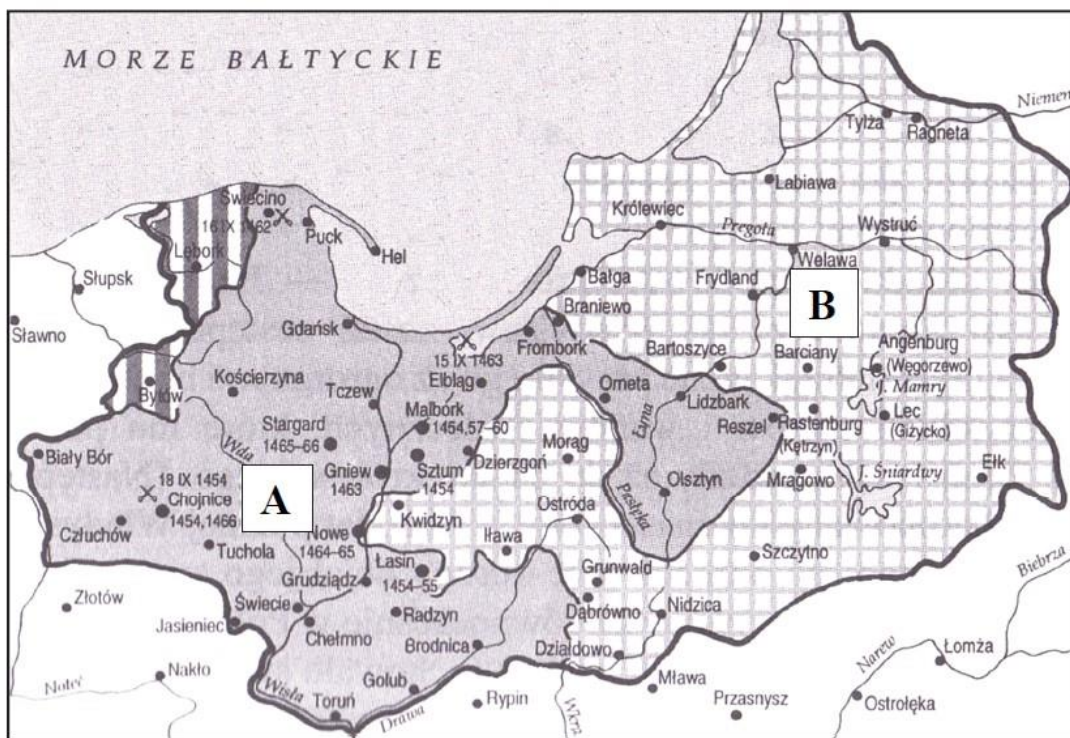 MORZE BAŁTYCKIE
Niemen
Tylża
Ragneta
Labiawa
Świecino
16 IX 1462
Puck
Hel
Królewiec
Pregoła
Wystruć
Welawa
Lębork
Słupsk
Sławno
Bałga
Frydland
B
Braniewo
Gdańsk
Frombork
15 IX 1463
Bartoszyce
Barciany
Angenburg
(Węgorzewo)
J. Mamry
Bytów
Kościerzyna
Tczew
Elbląg
Orneta
Łyna
Lidzbark
Lec
(Giżycko)
Malbork
1454,57–60
Reszel
Rastenburg
(Kętrzyn)
Stargard
1465–66
Wda
Biały Bór
Dzierzgoń
Morąg
Gniew
1463
Sztum
1454
Pasłyka
Olsztyn
Mrągowo
J. Śniardwy
Ełk
18 IX 1454
Chojnice
1454,1466
A
Człuchów
Kwidzyn
Ostróda
Nowe
1464–65
Iława
Tuchola
Łasin
1454–55
Grunwald
Szczytno
Biebrza
Grudziądz
Złotów
Świecie
Radzyn
Dąbrówno
Nidzica
Jasieniec
Chełmno
Brodnica
Działdowo
Narew
Łomża
Nakło
Noteć
Wisła
Golub
Toruń
Drawa
Rypin
Wkra
Mława
Przasnysz
Ostrołęka